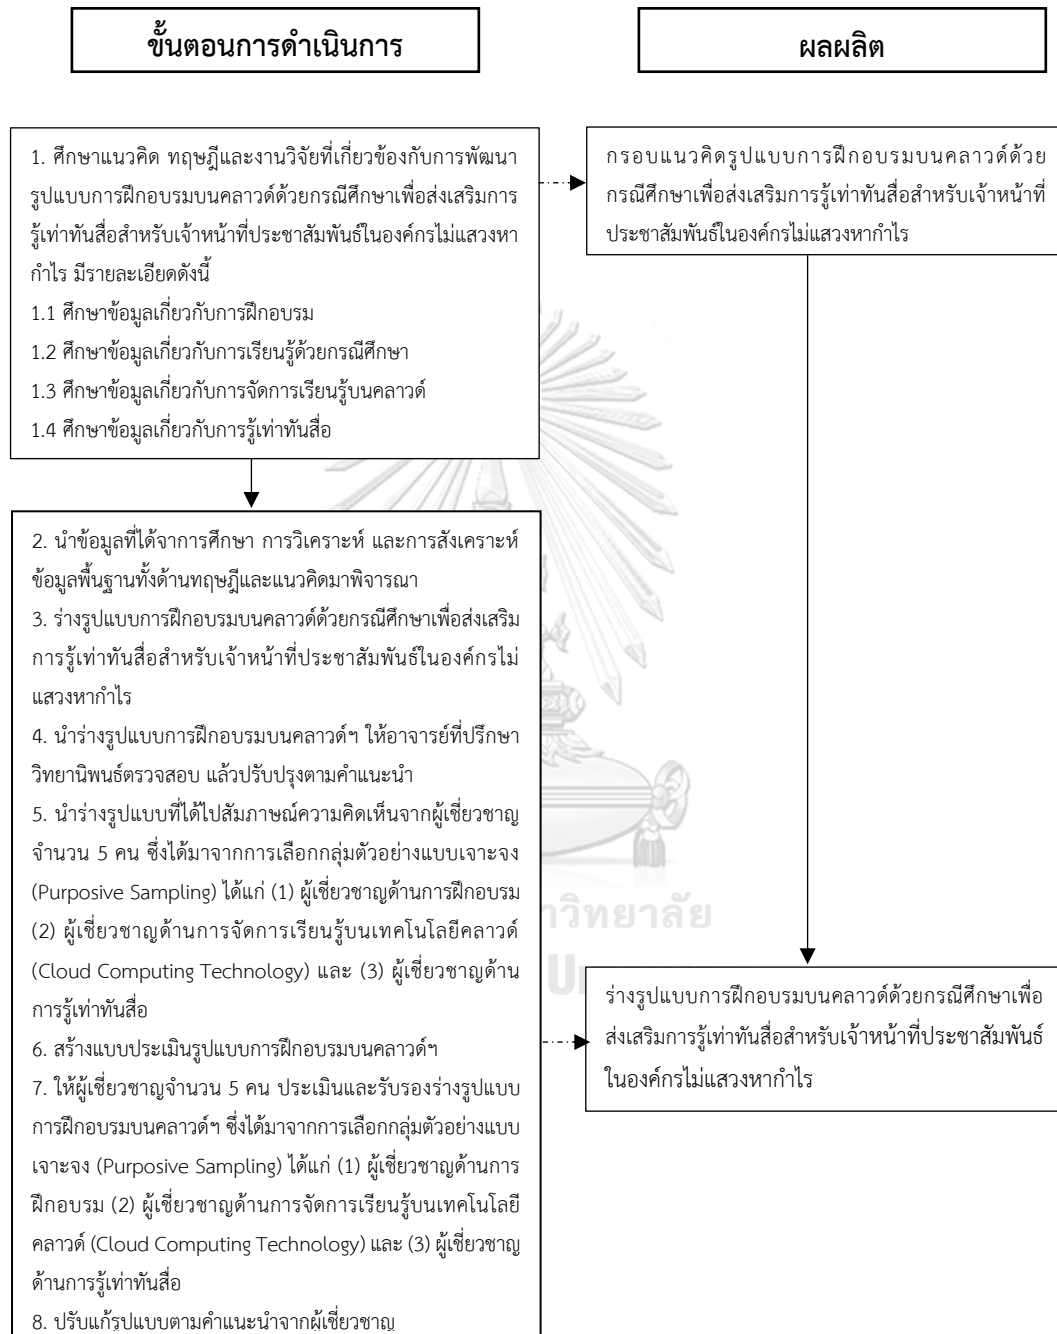 ขั้นตอนการดำเนินการ
ผลผลิต
1. ศึกษาแนวคิด ทฤษฎีและงานวิจัยที่เกี่ยวข้องกับการพัฒนา
รูปแบบการฝึกอบรมบนคลาวด์ด้วยกรณีศึกษาเพื่อส่งเสริมการ
รู้เท่าทันสื่อสำหรับเจ้าหน้าที่ประชาสัมพันธ์ในองค์กรไม่แสวงหา
กำไร มีรายละเอียดดังนี้
1.1 ศึกษาข้อมูลเกี่ยวกับการฝึกอบรม
1.2 ศึกษาข้อมูลเกี่ยวกับการเรียนรู้ด้วยกรณีศึกษา
1.3 ศึกษาข้อมูลเกี่ยวกับการจัดการเรียนรู้บนคลาวด์
1.4 ศึกษาข้อมูลเกี่ยวกับการรู้เท่าทันสื่อ
กรอบแนวคิดรูปแบบการฝึกอบรมบนคลาวด์ด้วย
กรณีศึกษาเพื่อส่งเสริมการรู้เท่าทันสื่อสำหรับเจ้าหน้าที่
ประชาสัมพันธ์ในองค์กรไม่แสวงหากำไร
2. นำข้อมูลที่ได้จาการศึกษา การวิเคราะห์ และการสังเคราะห์
ข้อมูลพื้นฐานทั้งด้านทฤษฎีและแนวคิดมาพิจารณา
3. ร่างรูปแบบการฝึกอบรมบนคลาวด์ด้วยกรณีศึกษาเพื่อส่งเสริม
การรู้เท่าทันสื่อสำหรับเจ้าหน้าที่ประชาสัมพันธ์ในองค์กรไม่
แสวงหากำไร
4. นำร่างรูปแบบการฝึกอบรมบนคลาวด์ฯ ให้อาจารย์ที่ปรึกษา
วิทยานิพนธ์ตรวจสอบ แล้วปรับปรุงตามคำแนะนำ
5. นำร่างรูปแบบที่ได้ไปสัมภาษณ์ความคิดเห็นจากผู้เชี่ยวชาญ
จำนวน 5 คน ซึ่งได้มาจากการเลือกกลุ่มตัวอย่างแบบเจาะจง
(Purposive Sampling) ได้แก่ (1) ผู้เชี่ยวชาญด้านการฝึกอบรม
(2) ผู้เชี่ยวชาญด้านการจัดการเรียนรู้บนเทคโนโลยีคลาวด์
(Cloud Computing Technology) และ (3) ผู้เชี่ยวชาญด้าน
การรู้เท่าทันสื่อ
6. สร้างแบบประเมินรูปแบบการฝึกอบรมบนคลาวด์ฯ
7. ให้ผู้เชี่ยวชาญจำนวน 5 คน ประเมินและรับรองร่างรูปแบบ
การฝึกอบรมบนคลาวด์ฯ ซึ่งได้มาจากการเลือกกลุ่มตัวอย่างแบบ
เจาะจง (Purposive Sampling) ได้แก่ (1) ผู้เชี่ยวชาญด้านการ
ฝึกอบรม (2) ผู้เชี่ยวชาญด้านการจัดการเรียนรู้บนเทคโนโลยี
คลาวด์ (Cloud Computing Technology) และ (3) ผู้เชี่ยวชาญ
ด้านการรู้เท่าทันสื่อ
8. ปรับแก้รูปแบบตามคำแนะนำจากผู้เชี่ยวชาญ
าวิทยาลัย
ร่างรูปแบบการฝึกอบรมบนคลาวด์ด้วยกรณีศึกษาเพื่อ
ส่งเสริมการรู้เท่าทันสื่อสำหรับเจ้าหน้าที่ประชาสัมพันธ์
ในองค์กรไม่แสวงหากำไร